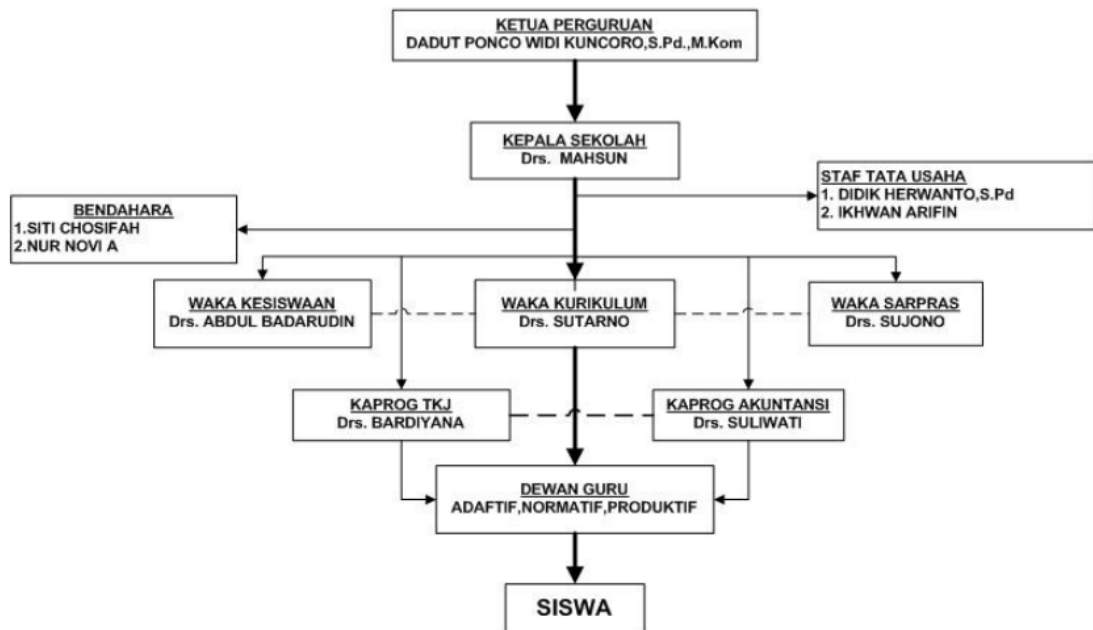 KETUA PERGURUAN
DADUT PONCO WIDI KUNCORO,S.Pd.,M.Kom
KEPALA SEKOLAH
Drs. MAHSUN
STAF TATA USAHA
1. DIDIK HERWANTO,S.Pd
2. IKHWAN ARIFIN
BENDAHARA
1.SITI CHOSIFAH
2.NUR NOVI A
WAKA KESISWAAN
Drs. ABDUL BADARUDIN
WAKA KURIKULUM
Drs. SUTARNO
WAKA SARPRAS
Drs. SUJONO
KAPROG TKJ
Drs. BARDIYANA
KAPROG AKUNTANSI
Drs. SULIWATI
DEWAN GURU
ADAFTIF,NORMATIF,PRODUKTIF
SISWA